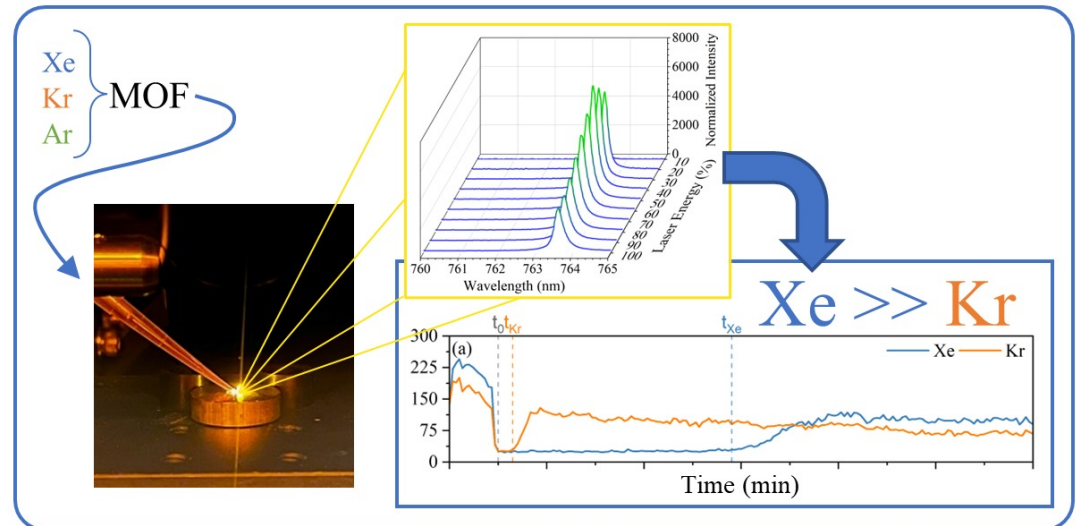 Xe
Kr
Ar
MOF
8000
6000
4000
2000
0
Normalized Intensity
10
20
30
40
50
60
70
80
90
100
Laser Energy (%)
760 761 762 763 764 765
Wavelength (nm)
Xe >> Kr
t0 tKr tXe
300
225
150
75
0
(a)
Xe Kr
Time (min)